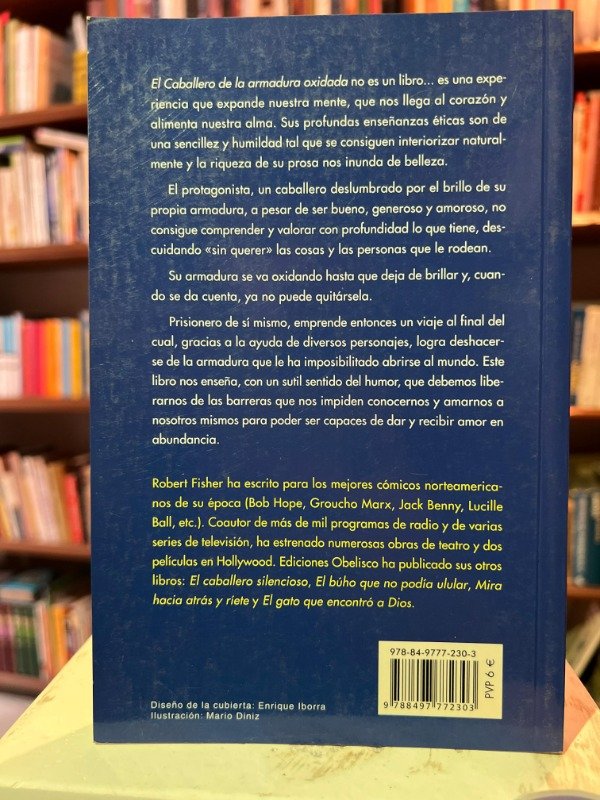 El Caballero de la armadura oxidada no es un libro... es una expe-
riencia que expande nuestra mente, que nos llega al corazón y
alimenta nuestra alma. Sus profundas enseñanzas éticas son de
una sencillez y humildad tal que se consiguen interiorizar natural-
mente y la riqueza de su prosa nos inunda de belleza.
El protagonista, un caballero deslumbrado por el brillo de su
propia armadura, a pesar de ser bueno, generoso y amoroso, no
consigue comprender y valorar con profundidad lo que tiene, des-
cuidando «sin querer» las cosas y las personas que le rodean.
Su armadura se va oxidando hasta que deja de brillar y, cuan-
do se da cuenta, ya no puede quitársela.
Prisionero de sí mismo, emprende entonces un viaje al final del
cual, gracias a la ayuda de diversos personajes, logra deshacer-
se de la armadura que le ha imposibilitado abrirse al mundo. Este
libro nos enseña, con un sutil sentido del humor, que debemos libe-
rarnos de las barreras que nos impiden conocernos y amarnos a
nosotros mismos para poder ser capaces de dar y recibir amor en
abundancia.
Robert Fisher ha escrito para los mejores cómicos norteamerica-
nos de su época (Bob Hope, Groucho Marx, Jack Benny, Lucille
Ball, etc.). Coautor de más de mil programas de radio y de varias
series de televisión, ha estrenado numerosas obras de teatro y dos
películas en Hollywood. Ediciones Obelisco ha publicado sus otros
libros: El caballero silencioso, El búho que no podía ulular, Mira
hacia atrás y ríete y El gato que encontró a Dios.
978-84-9777-230-3
9 788497 772303
PVP 6 €
Diseño de la cubierta: Enrique Iborra
Ilustración: Mario Diniz